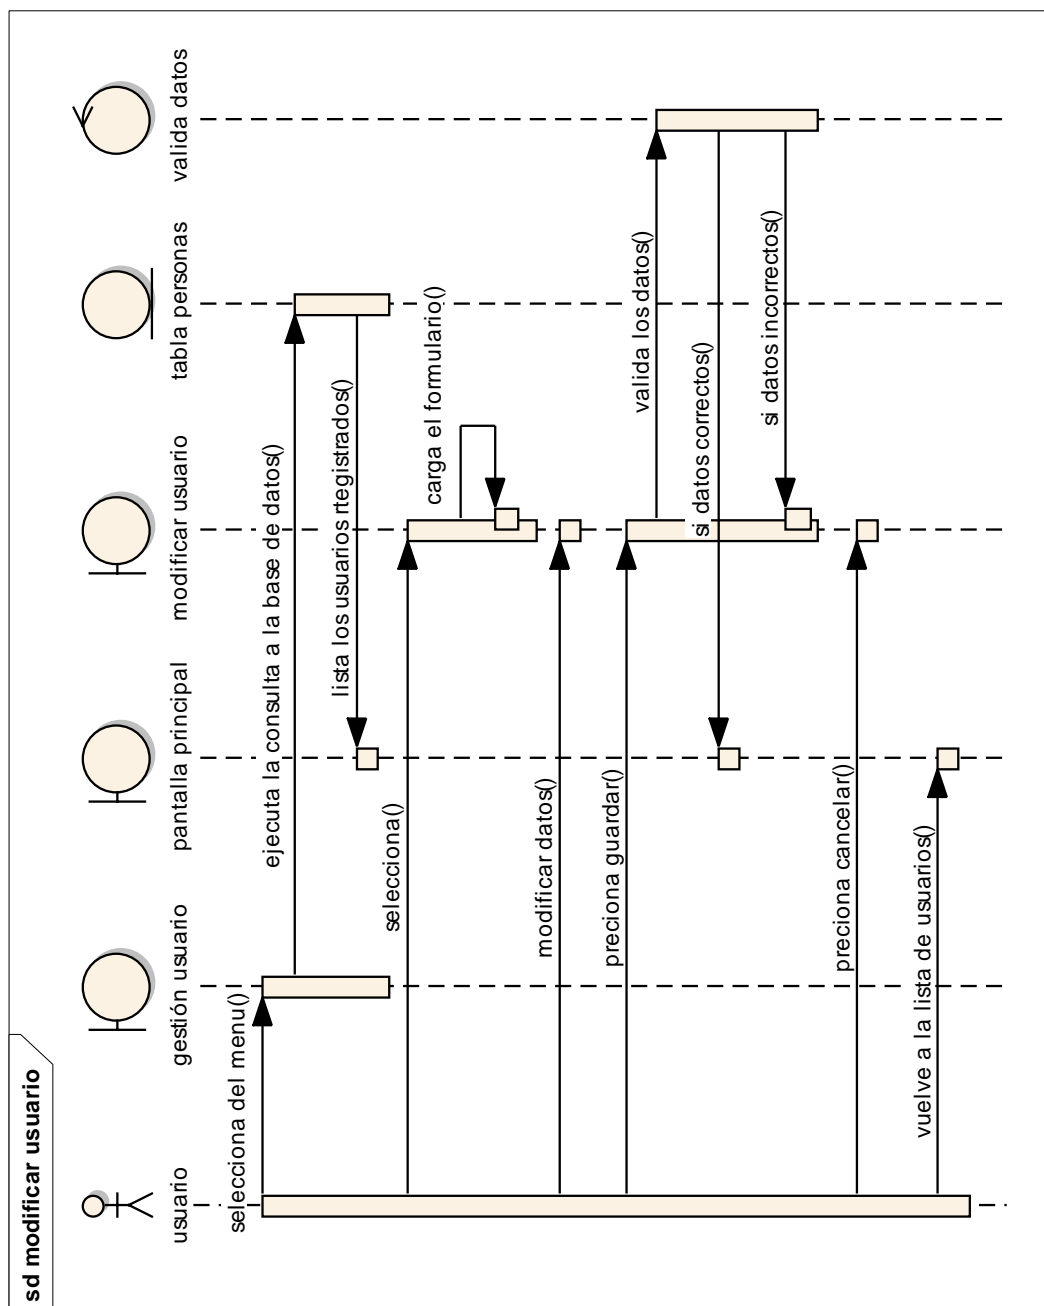 sd modificar usuario
usuario
gestión usuario
pantalla principal
modificar usuario
tabla personas
valida datos
selecciona del menu()
ejecuta la consulta a la base de datos()
lista los usuarios rtegistrados()
selecciona()
carga el formulario()
modificar datos()
preciona guardar()
valida los datos()
si datos correctos()
si datos incorrectos()
preciona cancelar()
vuelve a la lista de usuarios()